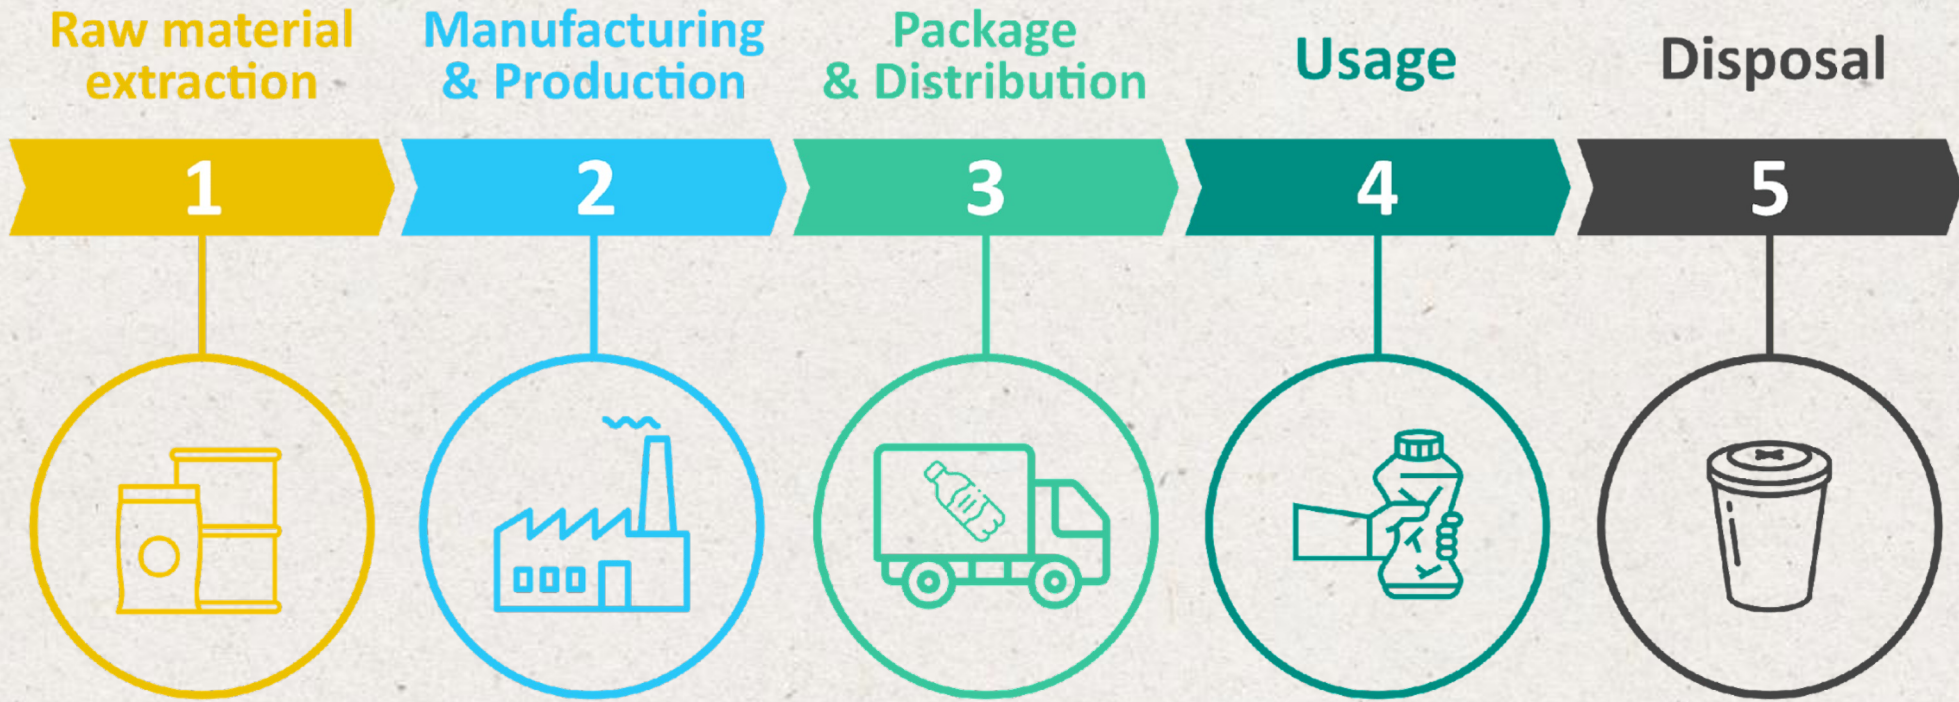 Raw material
extraction
Manufacturing
& Production
Package
& Distribution
Usage
Disposal
1
2
3
4
5